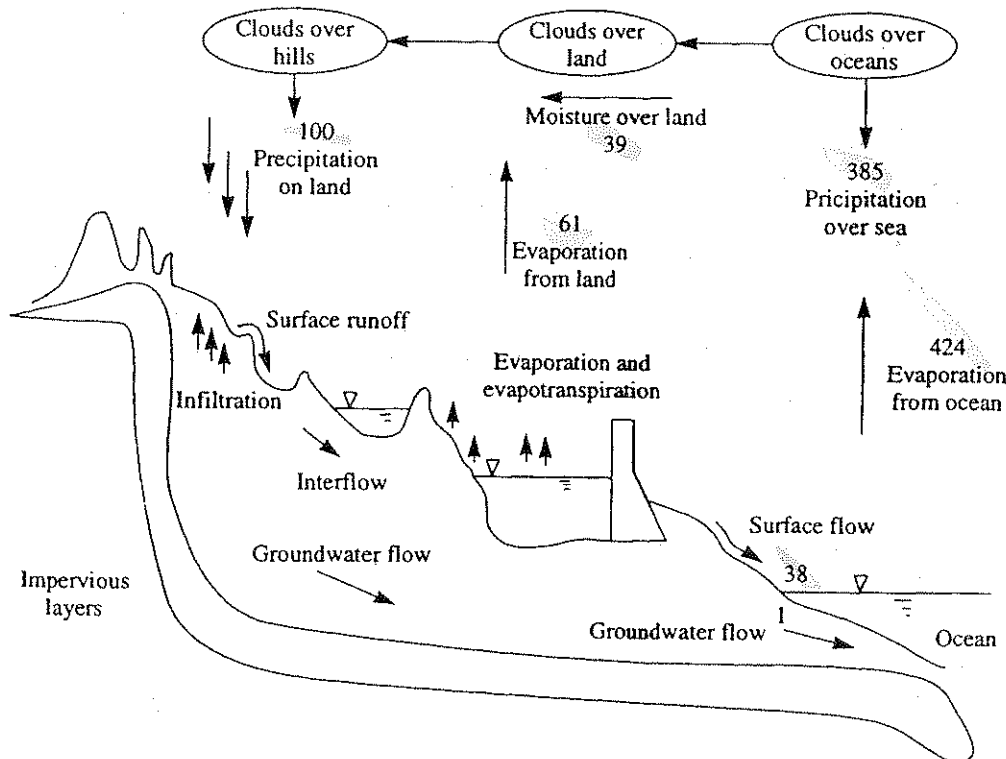 Clouds over
hills
Clouds over
land
Clouds over
oceans
Moisture over land
39
100
Precipitation
on land
385
Pricipitation
over sea
61
Evaporation
from land
Surface runoff
424
Evaporation
from ocean
Evaporation and
evapotranspiration
Infiltration
Interflow
Surface flow
Groundwater flow
38
Impervious
layers
1
Groundwater flow
Ocean